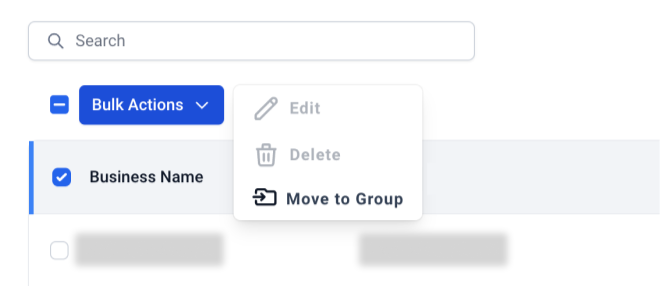 Search
Bulk Actions
Edit
Delete
Business Name
Move to Group